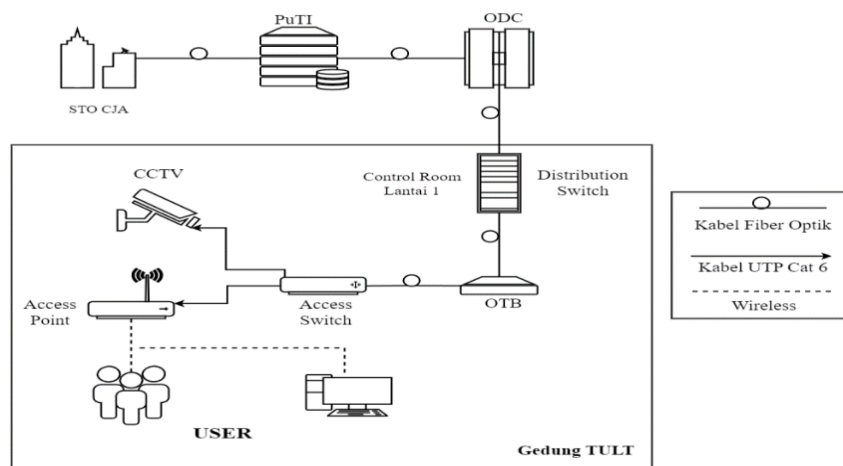 PuTI
ODC
STO CJA
CCTV
Control Room
Lantai 1
Distribution
Switch
Access
Point
Access
Switch
OTB
USER
Gedung TULT
Kabel Fiber Optik
Kabel UTP Cat 6
Wireless